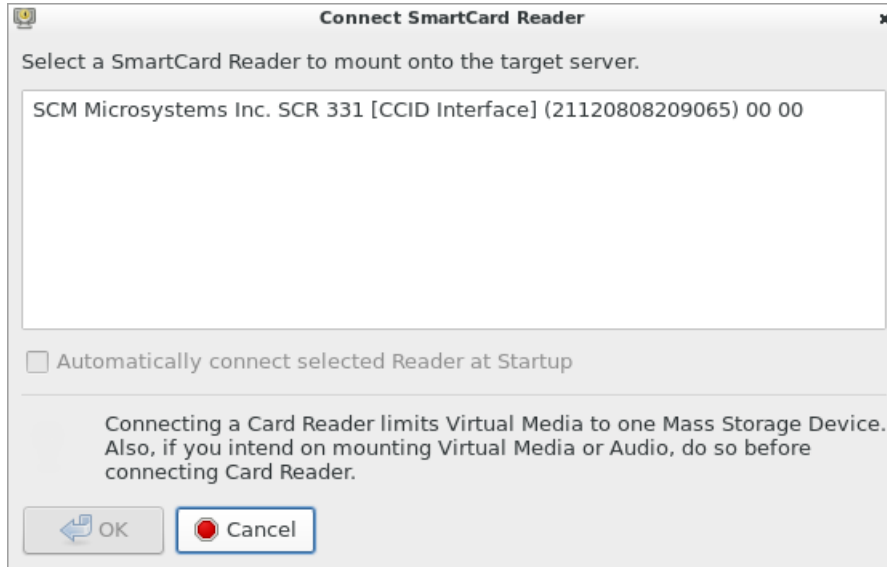 Connect SmartCard Reader
Select a SmartCard Reader to mount onto the target server.
SCM Microsystems Inc. SCR 331 [CCID Interface] (21120808209065) 00 00
Automatically connect selected Reader at Startup
Connecting a Card Reader limits Virtual Media to one Mass Storage Device.
Also, if you intend on mounting Virtual Media or Audio, do so before
connecting Card Reader.
OK
Cancel